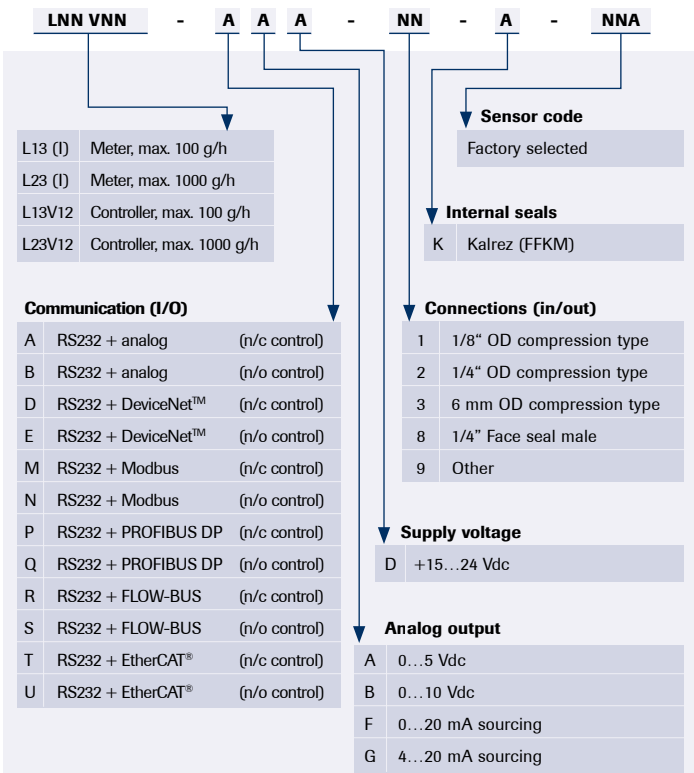 LNN VNN - A A A - NN - A - NNA
Sensor code
Factory selected
L13 (I) Meter, max. 100 g/h
L23 (I) Meter, max. 1000 g/h
L13V12 Controller, max. 100 g/h
L23V12 Controller, max. 1000 g/h
Internal seals
K Kalrez (FFKM)
Communication (I/O)
A RS232 + analog (n/c control)
B RS232 + analog (n/o control)
D RS232 + DeviceNet™ (n/c control)
E RS232 + DeviceNet™ (n/o control)
M RS232 + Modbus (n/c control)
N RS232 + Modbus (n/o control)
P RS232 + PROFIBUS DP (n/c control)
Q RS232 + PROFIBUS DP (n/o control)
R RS232 + FLOW-BUS (n/c control)
S RS232 + FLOW-BUS (n/o control)
T RS232 + EtherCAT® (n/c control)
U RS232 + EtherCAT® (n/o control)
Connections (in/out)
1 1/8“ OD compression type
2 1/4“ OD compression type
3 6 mm OD compression type
8 1/4” Face seal male
9 Other
Supply voltage
D +15…24 Vdc
Analog output
A 0…5 Vdc
B 0…10 Vdc
F 0…20 mA sourcing
G 4…20 mA sourcing